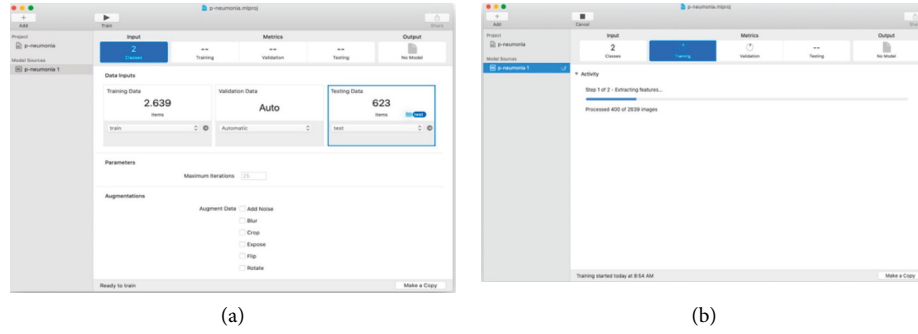 p-neumonia.mlproj
Add
Train
Share
Project
p-neumonia
Model Sources
p-neumonia 1
Input
Metrics
Output
2
Classes
--
Training
--
Validation
--
Testing
No Model
Data Inputs
Training Data
2.639
Items
train
Validation Data
Auto
Automatic
Testing Data
623
Items
test
test
Parameters
Maximum Iterations
25
Augmentations
Augment Data
Add Noise
Blur
Crop
Expose
Flip
Rotate
Ready to train
Make a Copy
(a)
p-neumonia.mlproj
Add
Cancel
Project
p-neumonia
Model Sources
p-neumonia 1
Input
Metrics
Output
2
Classes
Training
Validation
--
Testing
No Model
Activity
Step 1 of 2 - Extracting features...
Processed 400 of 2639 images
Training started today at 8:54 AM
Make a Copy
(b)